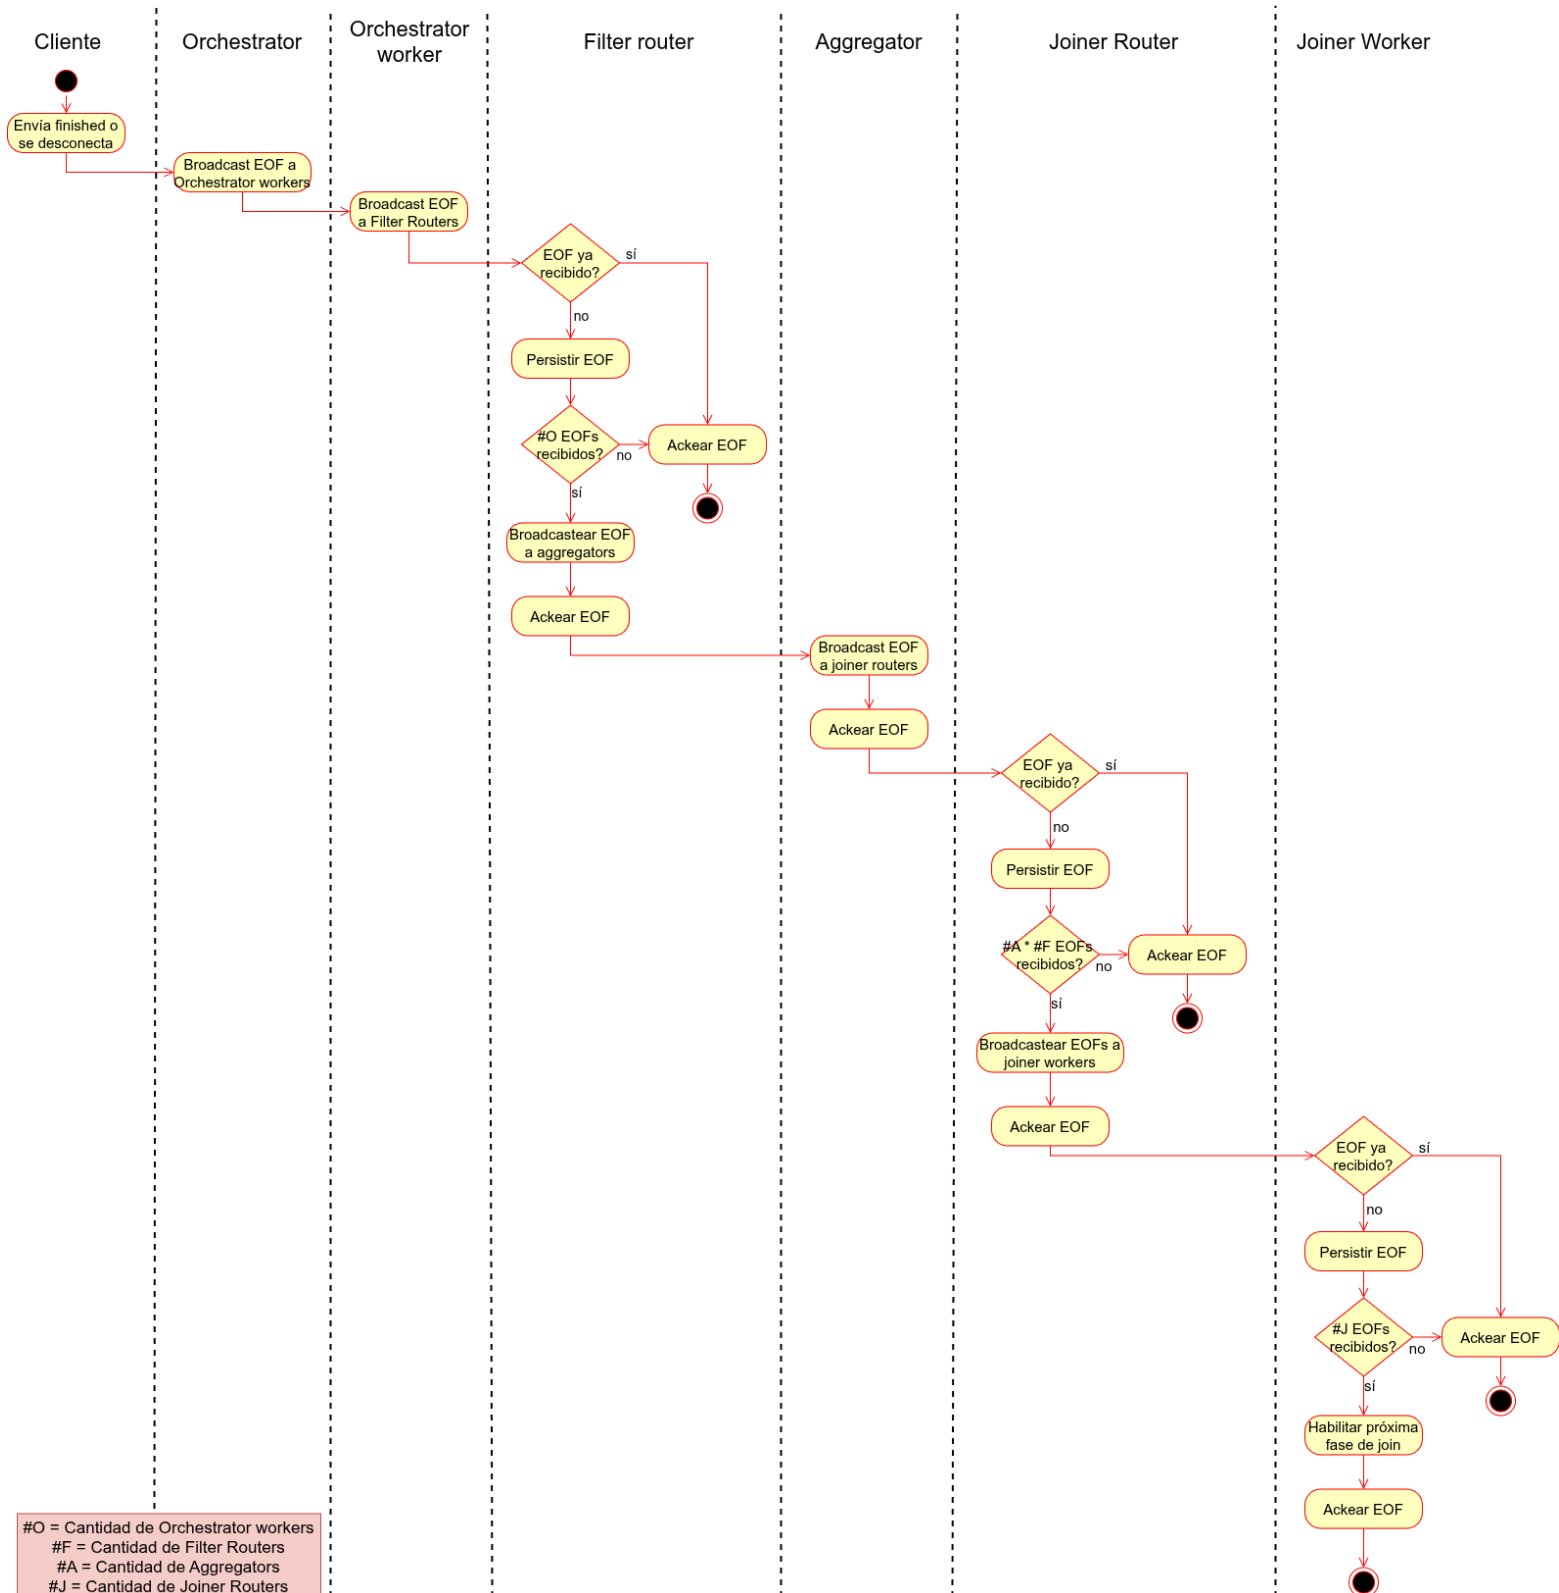 Cliente
Orchestrator
Orchestrator
worker
Filter router
Aggregator
Joiner Router
Joiner Worker
Envía finished o
se desconecta
Broadcast EOF a
Orchestrator workers
Broadcast EOF
a Filter Routers
EOF ya
recibido?
sí
no
Persistir EOF
#O EOFs
recibidos?
no
Ackear EOF
sí
Broadcastear EOF
a aggregators
Ackear EOF
Broadcast EOF
a joiner routers
Ackear EOF
EOF ya
recibido?
sí
no
Persistir EOF
#A * #F EOFs
recibidos?
no
Ackear EOF
sí
Broadcastear EOFs a
joiner workers
Ackear EOF
EOF ya
recibido?
sí
no
Persistir EOF
#J EOFs
recibidos?
no
Ackear EOF
sí
Habilitar próxima
fase de join
Ackear EOF
#O = Cantidad de Orchestrator workers
#F = Cantidad de Filter Routers
#A = Cantidad de Aggregators
#J = Cantidad de Joiner Routers